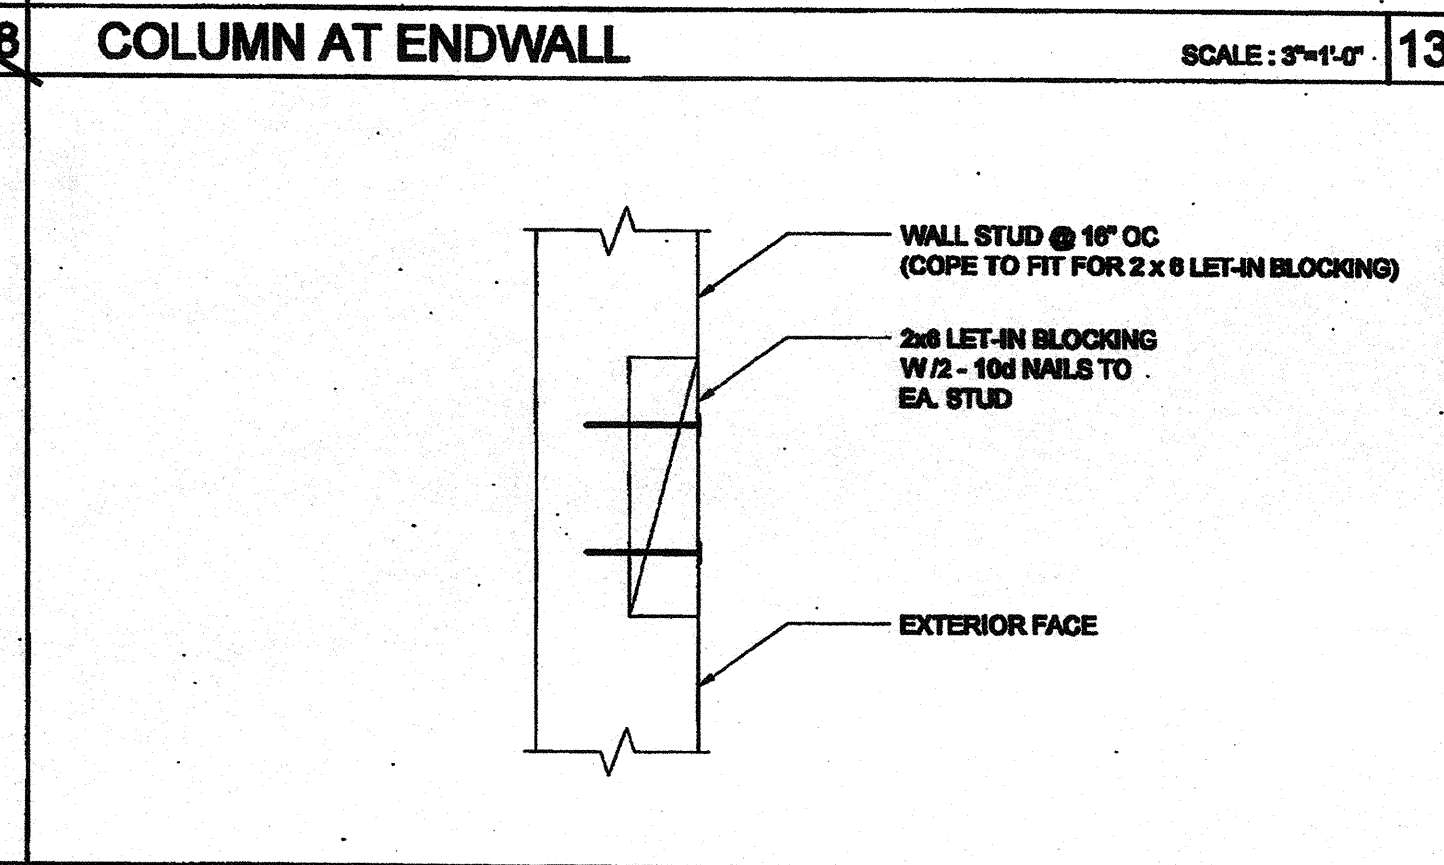 8
COLUMN AT ENDWALL
SCALE : 3"=1'-0"
13
WALL STUD @ 16" OC
(COPE TO FIT FOR 2 x 6 LET-IN BLOCKING)
2x6 LET-IN BLOCKING
W/2 - 10d NAILS TO
EA. STUD
EXTERIOR FACE